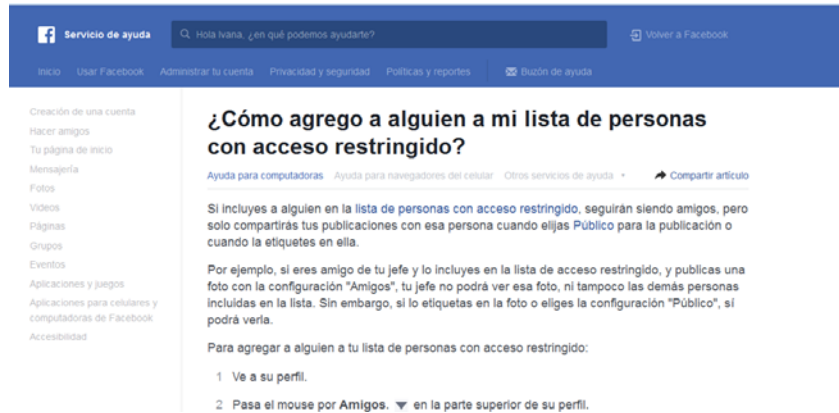 Servicio de ayuda
Hola Ivana, ¿en qué podemos ayudarte?
Volver a Facebook
Inicio Usar Facebook Administrar tu cuenta Privacidad y seguridad Políticas y reportes Buzón de ayuda
Creación de una cuenta
Hacer amigos
Tu página de inicio
Mensajería
Fotos
Videos
Páginas
Grupos
Eventos
Aplicaciones y juegos
Aplicaciones para celulares y
computadoras de Facebook
Accesibilidad
¿Cómo agrego a alguien a mi lista de personas
con acceso restringido?
Ayuda para computadoras Ayuda para navegadores del celular Otros servicios de ayuda Compartir artículo
Si incluyes a alguien en la lista de personas con acceso restringido, seguirán siendo amigos, pero
solo compartirás tus publicaciones con esa persona cuando elijas Público para la publicación o
cuando la etiquetes en ella.
Por ejemplo, si eres amigo de tu jefe y lo incluyes en la lista de acceso restringido, y publicas una
foto con la configuración "Amigos", tu jefe no podrá ver esa foto, ni tampoco las demás personas
incluidas en la lista. Sin embargo, si lo etiquetas en la foto o eliges la configuración "Público", sí
podrá verla.
Para agregar a alguien a tu lista de personas con acceso restringido:
1 Ve a su perfil.
2 Pasa el mouse por Amigos. en la parte superior de su perfil.